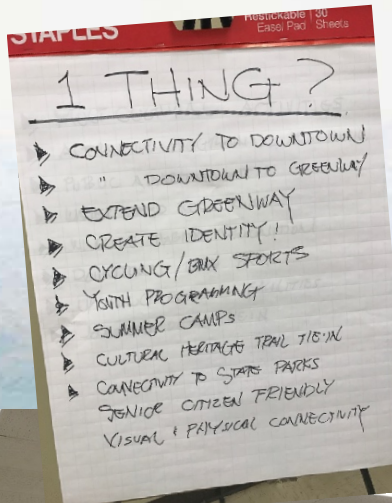 STAPLES
Restickable 30
Easel Pad Sheets
1 THING?
CONNECTIVITY TO DOWNTOWN
" DOWNTOWN TO GREENWAY
EXTEND GREENWAY
CREATE IDENTITY!
CYCLING/BMX SPORTS
YOUTH PROGRAMMING
SUMMER CAMPS
CULTURAL HERITAGE TRAIL TIE-IN
CONNECTIVITY TO STATE PARKS
SENIOR CITIZEN FRIENDLY
VISUAL + PHYSICAL CONNECTIVITY